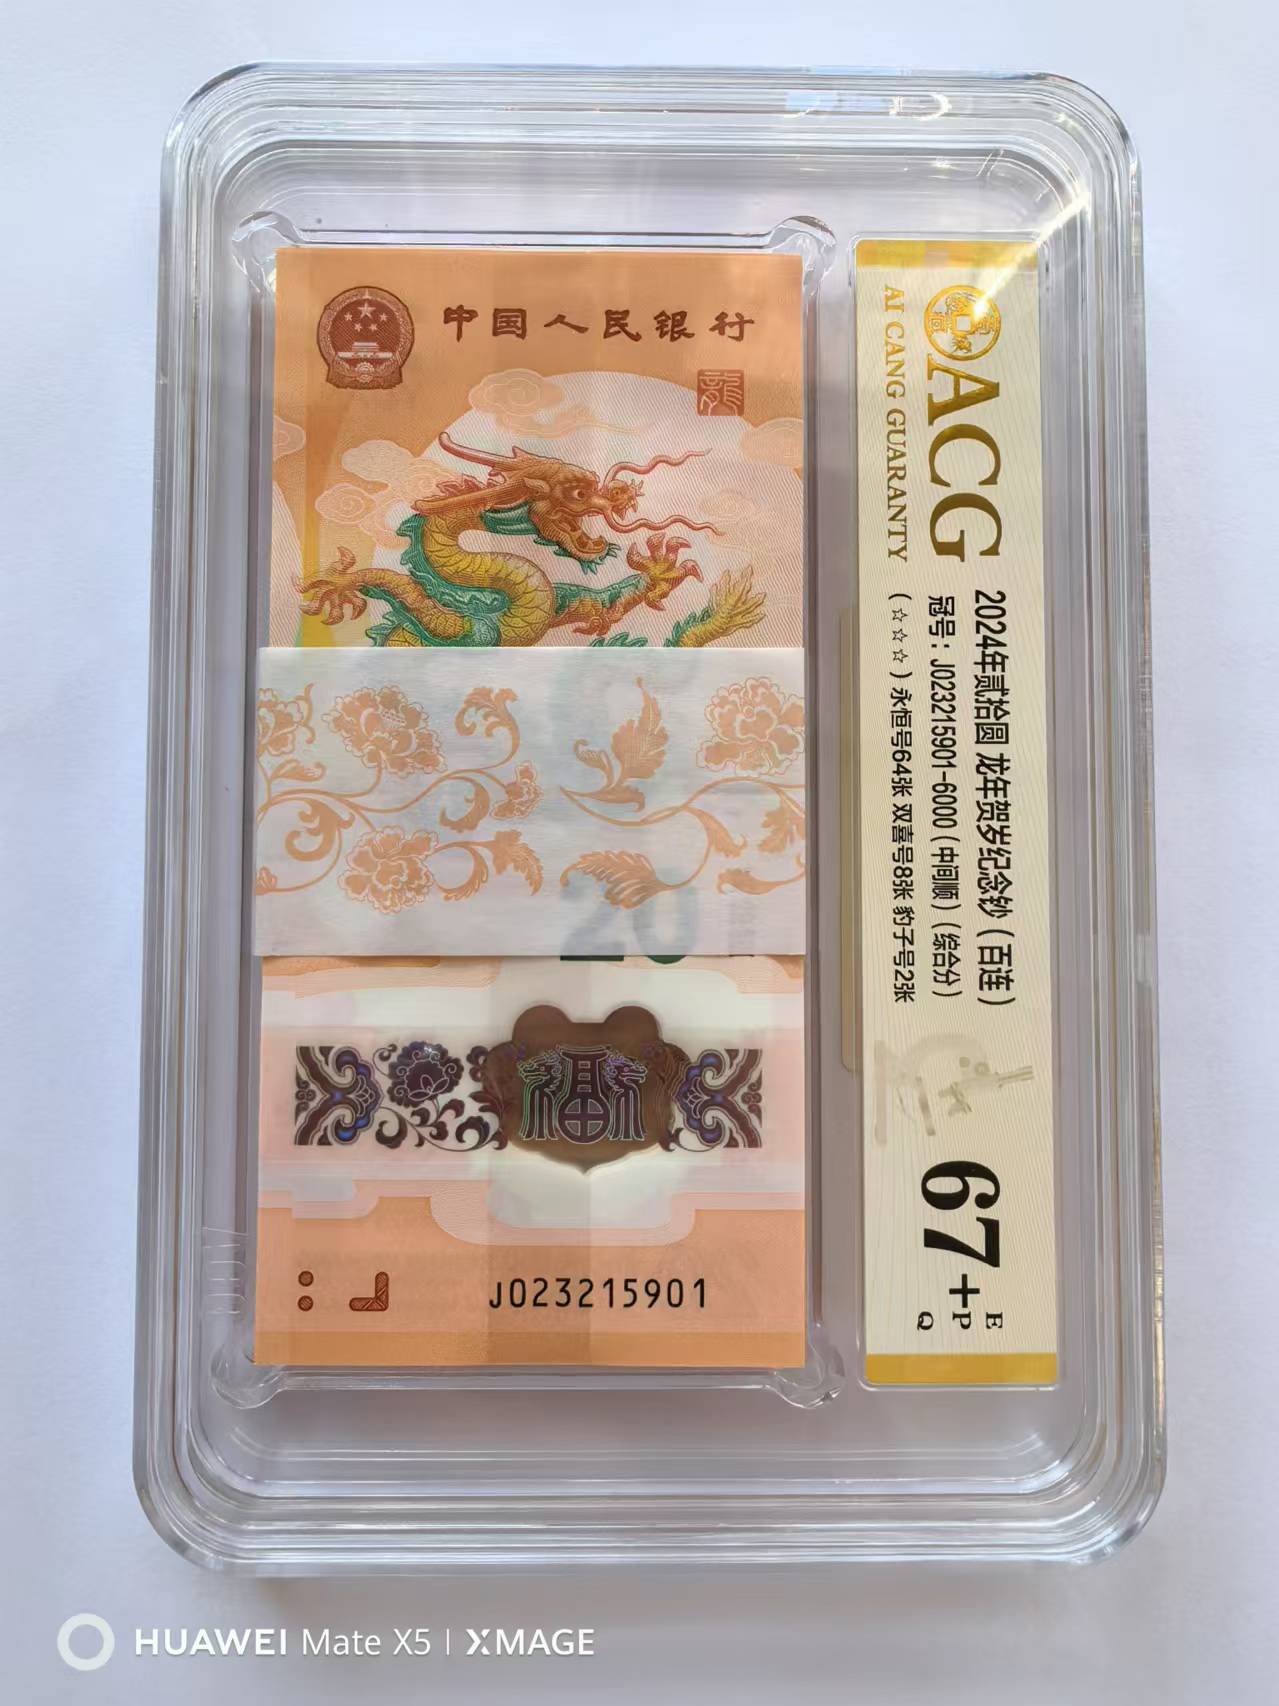 中国人民银行
龍
20
福
J023215901
ACG
AI CANG GUARANTY
2024年贰拾圆 龙年贺岁纪念钞（百连）
冠号：J023215901-6000（中间顺）（综合分）
（☆☆☆）永恒号64张 双喜号8张 豹子号2张
67+
E
P
Q
HUAWEI Mate X5 | XMAGE